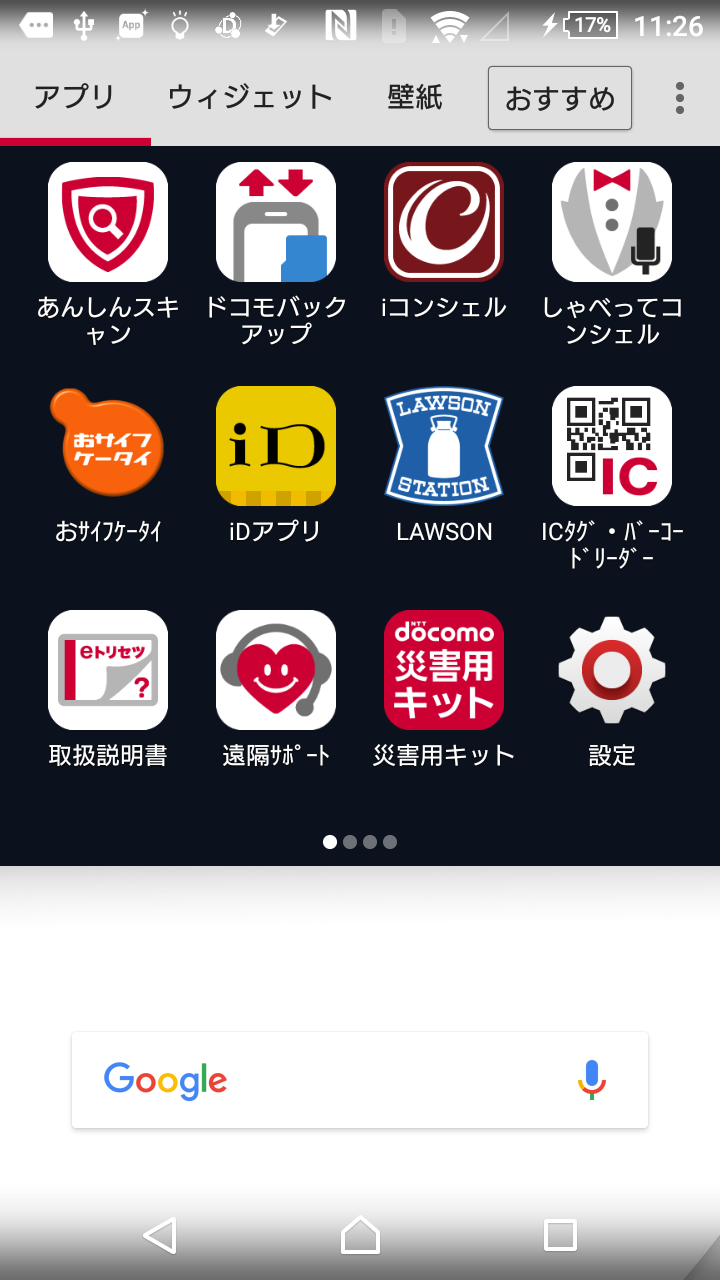 App
D
N
17%
11:26
アプリ
ウィジェット
壁紙
おすすめ
C
あんしんスキ
ャン
ドコモバック
アップ
iコンシェル
しゃべってコ
ンシェル
おサイフ
ケータイ
iD
LAWSON
STATION
IC
おｻｲﾌｹｰﾀｲ
iDアプリ
LAWSON
ICﾀｸﾞ・ﾊﾞｰｺｰ
ﾄﾞﾘｰﾀﾞｰ
eトリセツ
?
NTT
döcomo
災害用
キット
取扱説明書
遠隔ｻﾎﾟｰﾄ
災害用キット
設定
Google